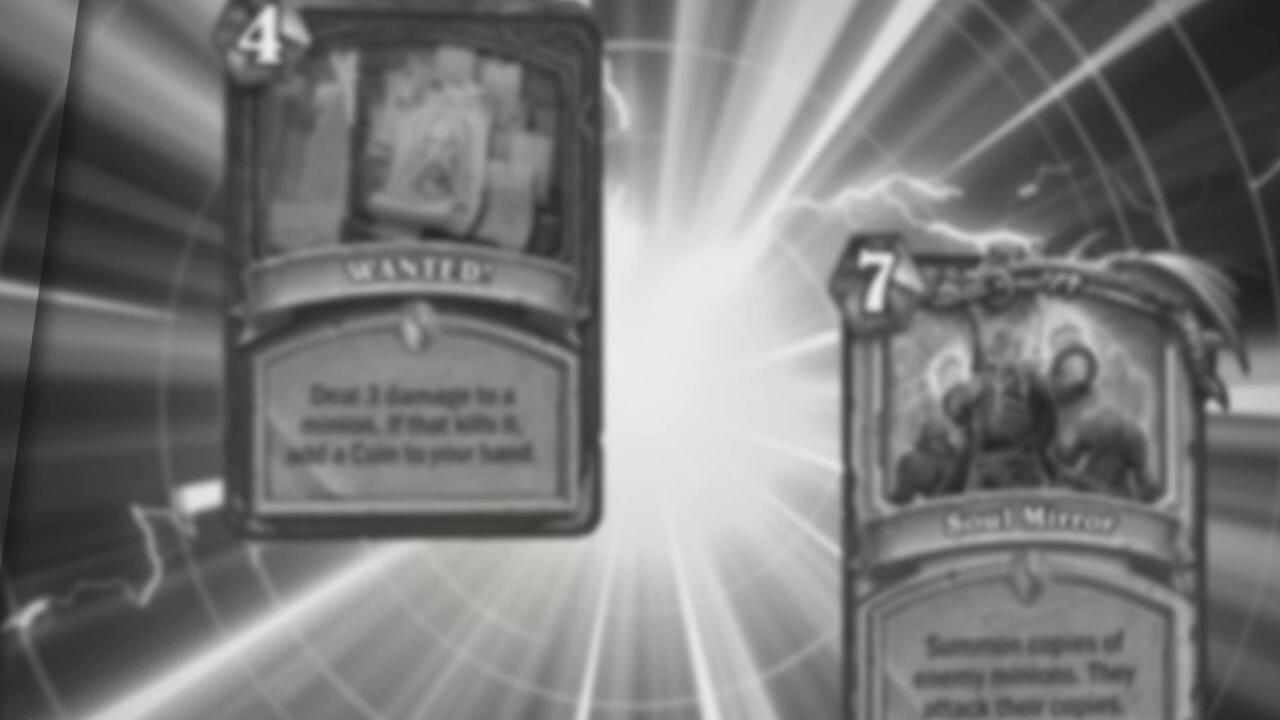 4
WANTED!
Deal 3 damage to a
minion. If that kills it,
add a Coin to your hand.
7
Soul Mirror
Summon copies of
enemy minions. They
attack their copies.